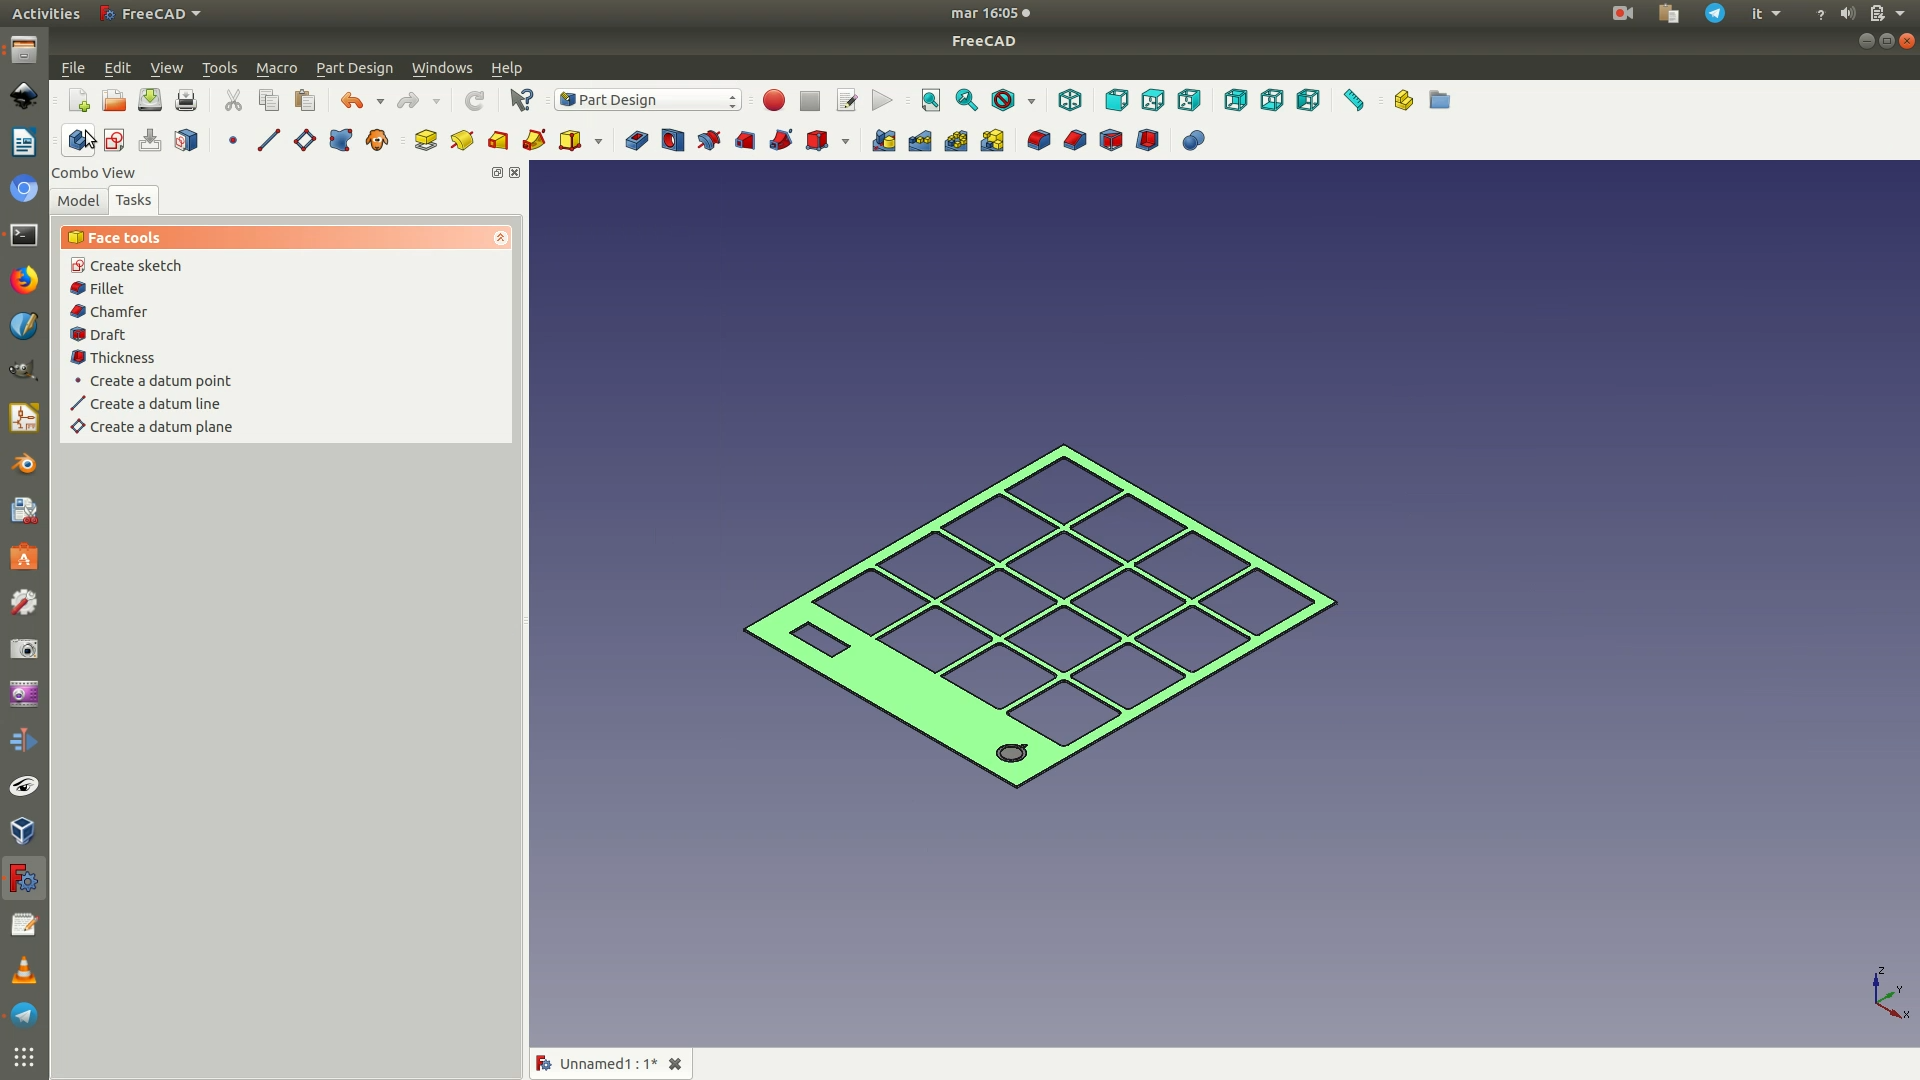 Activities FreeCAD mar 16:05 it ?
FreeCAD
File Edit View Tools Macro Part Design Windows Help
Part Design
Combo View
Model Tasks
Face tools
Create sketch
Fillet
Chamfer
Draft
Thickness
Create a datum point
Create a datum line
Create a datum plane
Z
Y
X
Unnamed1 : 1*